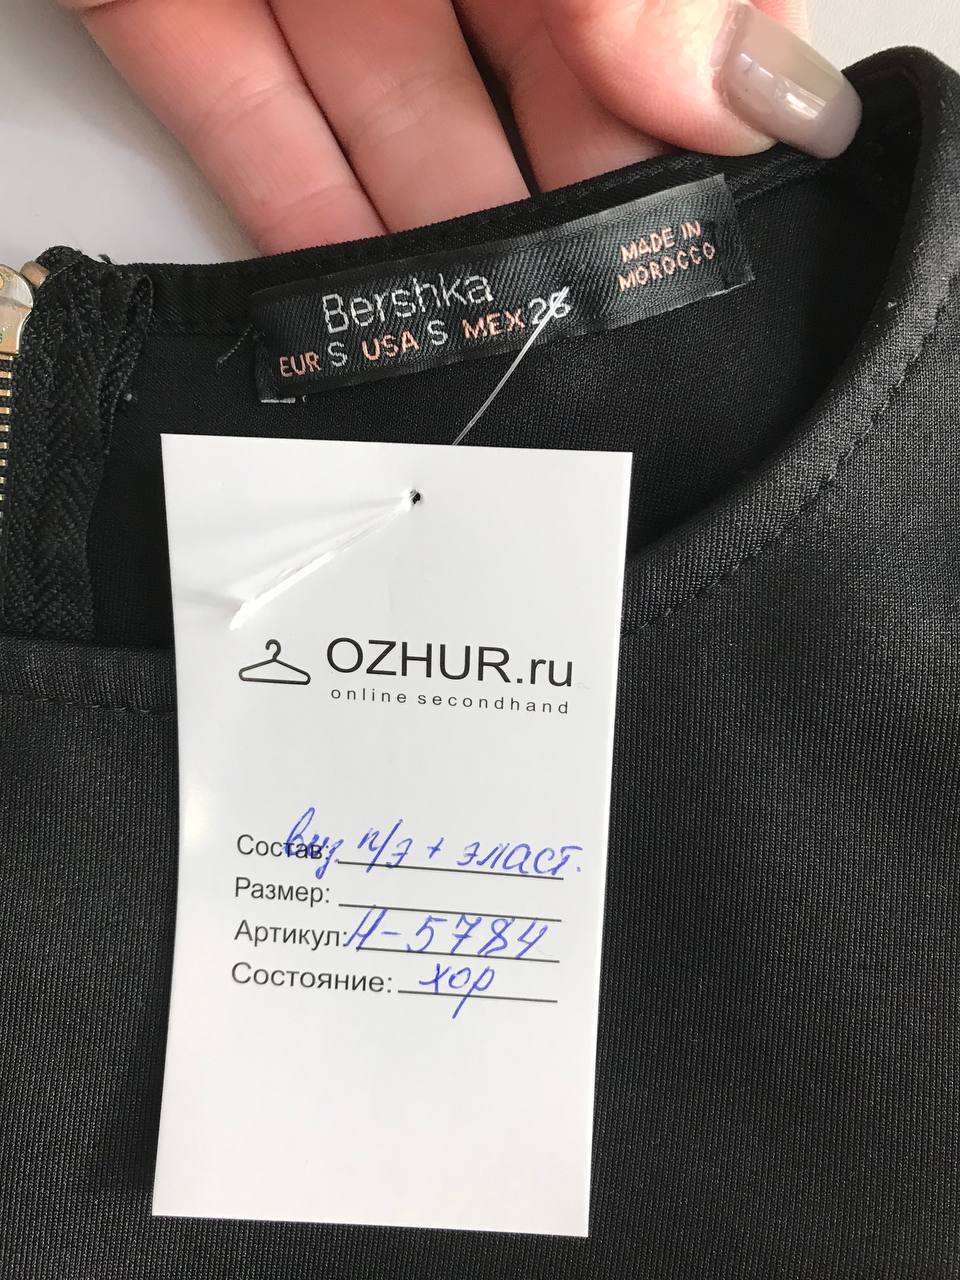 Bershka
EUR S USA S MEX 26
MADE IN
MOROCCO
OZHUR.ru
online secondhand
Состав: виз. п/э + эласт.
Размер:
Артикул: Н-5784
Состояние: хор